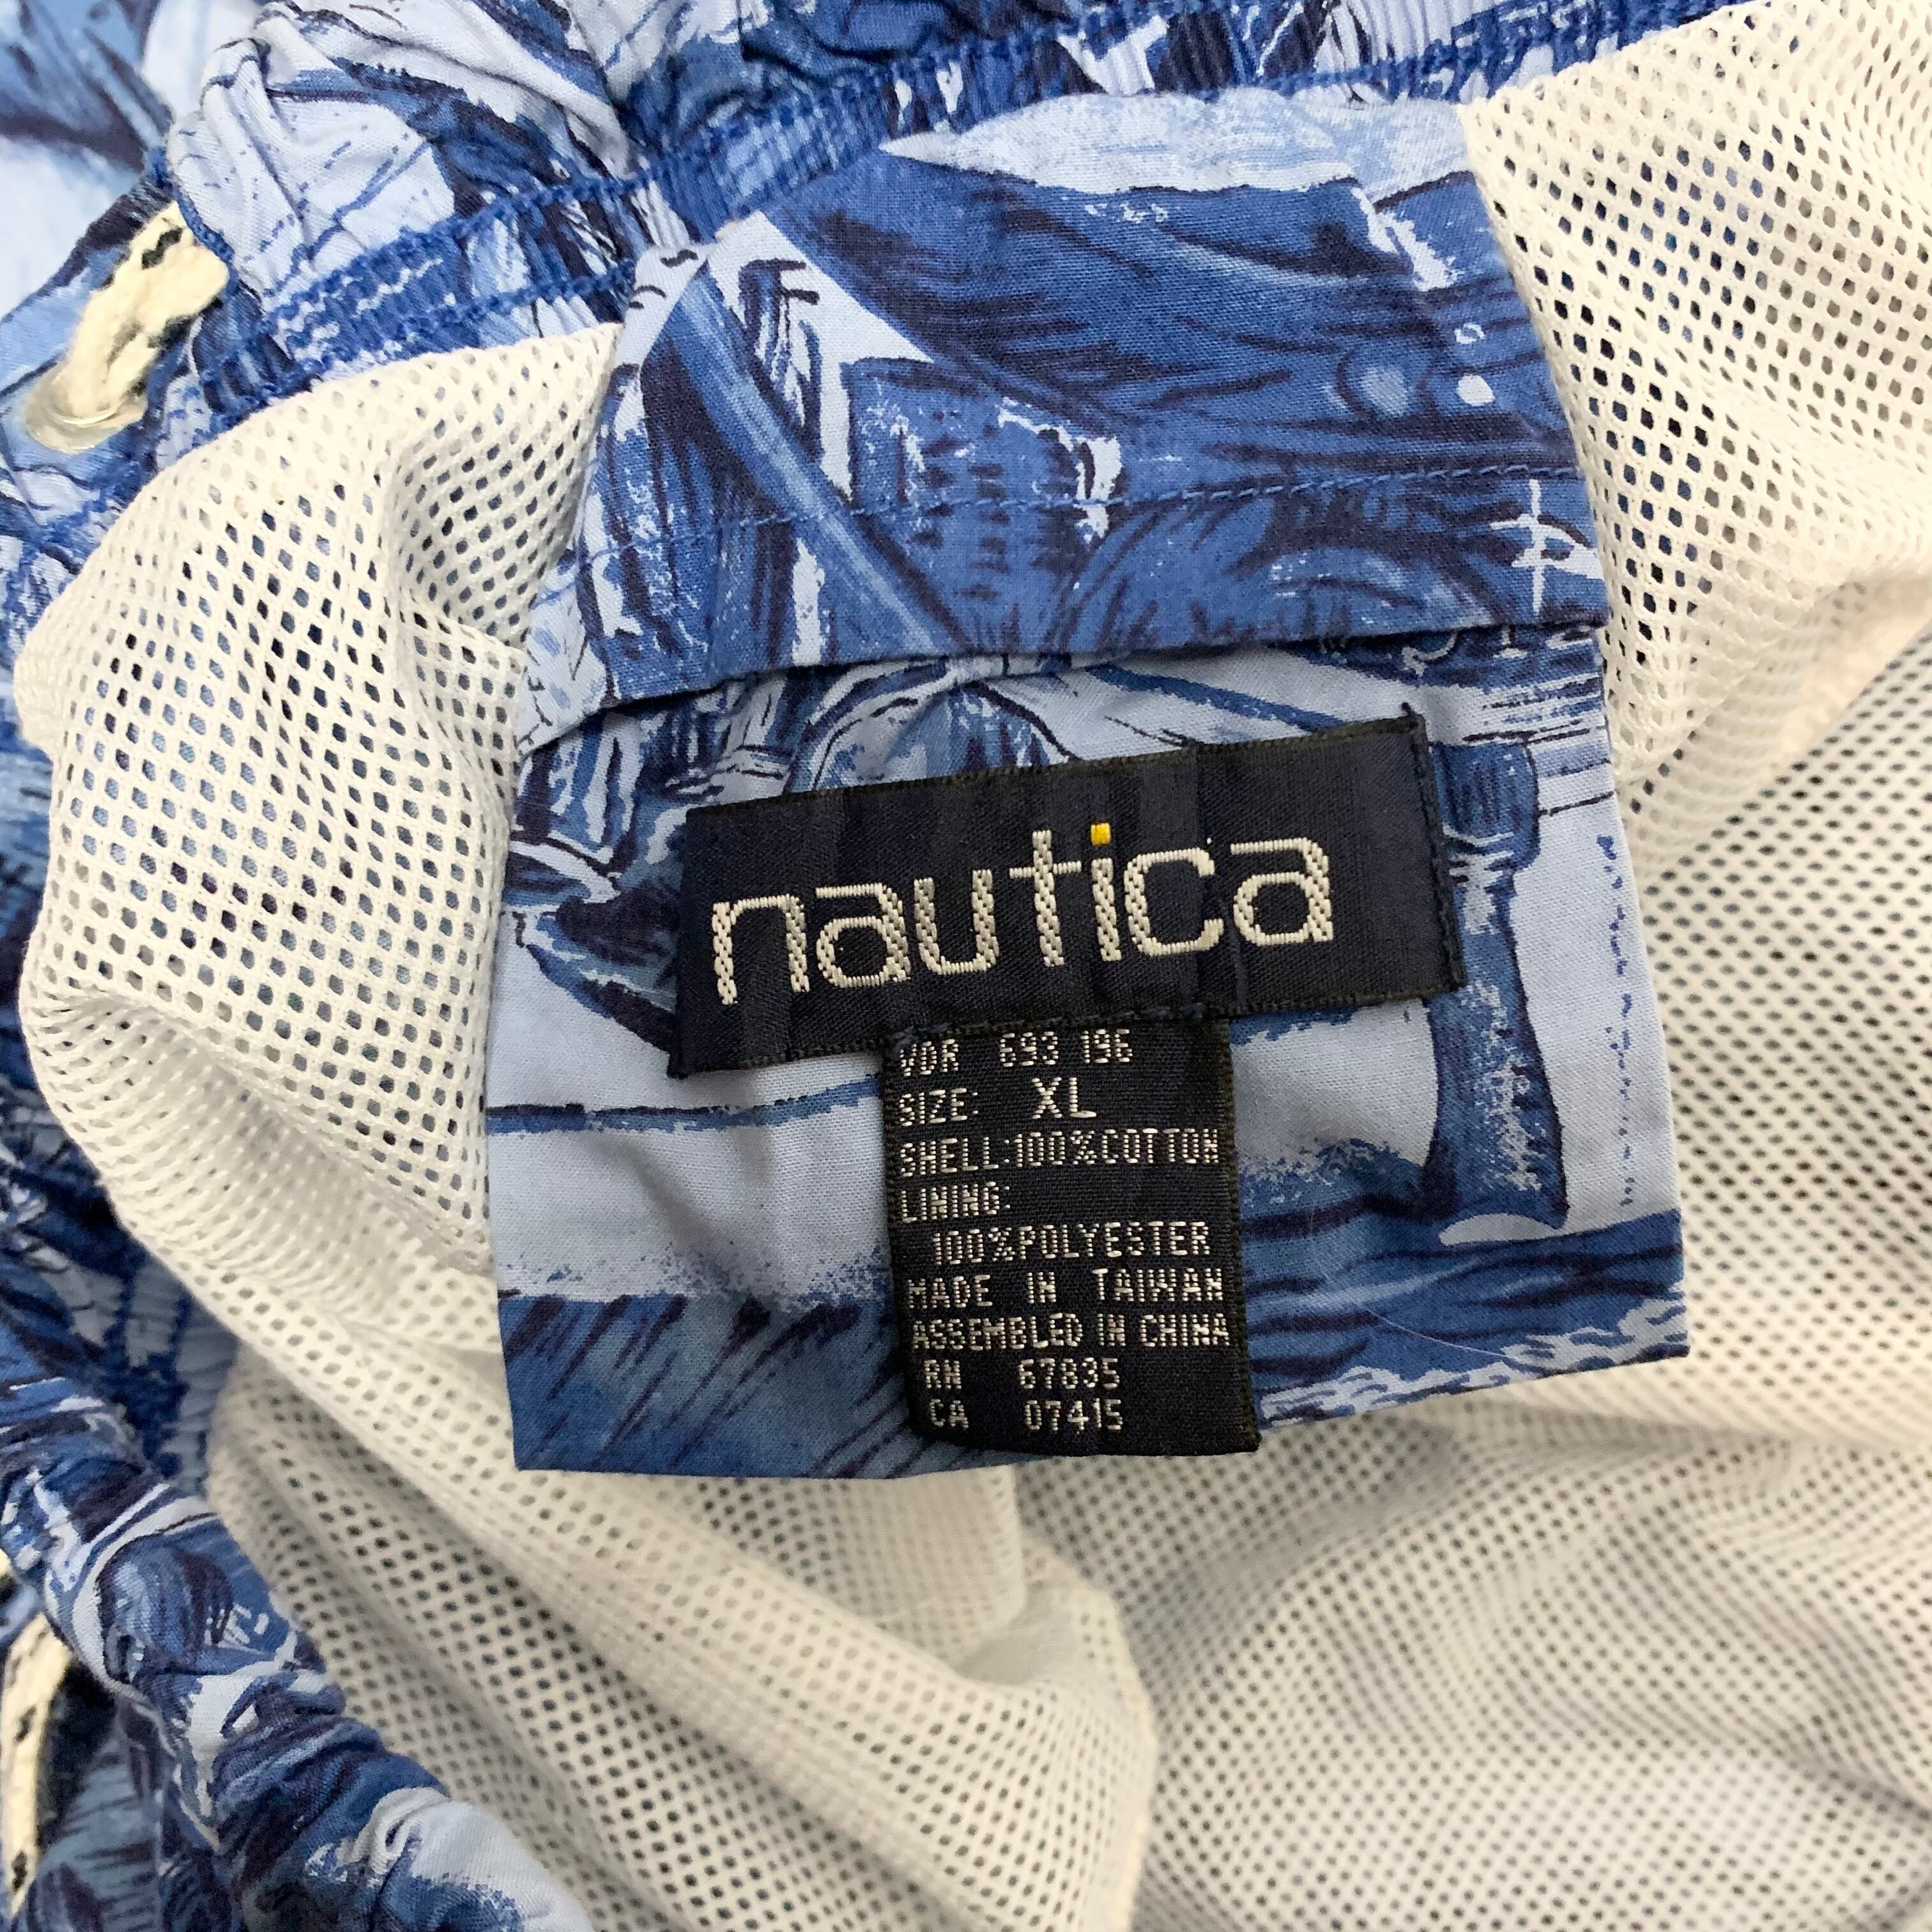 nautica
VDR 693 196
SIZE: XL
SHELL:100%COTTON
LINING:
100%POLYESTER
MADE IN TAIWAN
ASSEMBLED IN CHINA
RN 67835
CA 07415